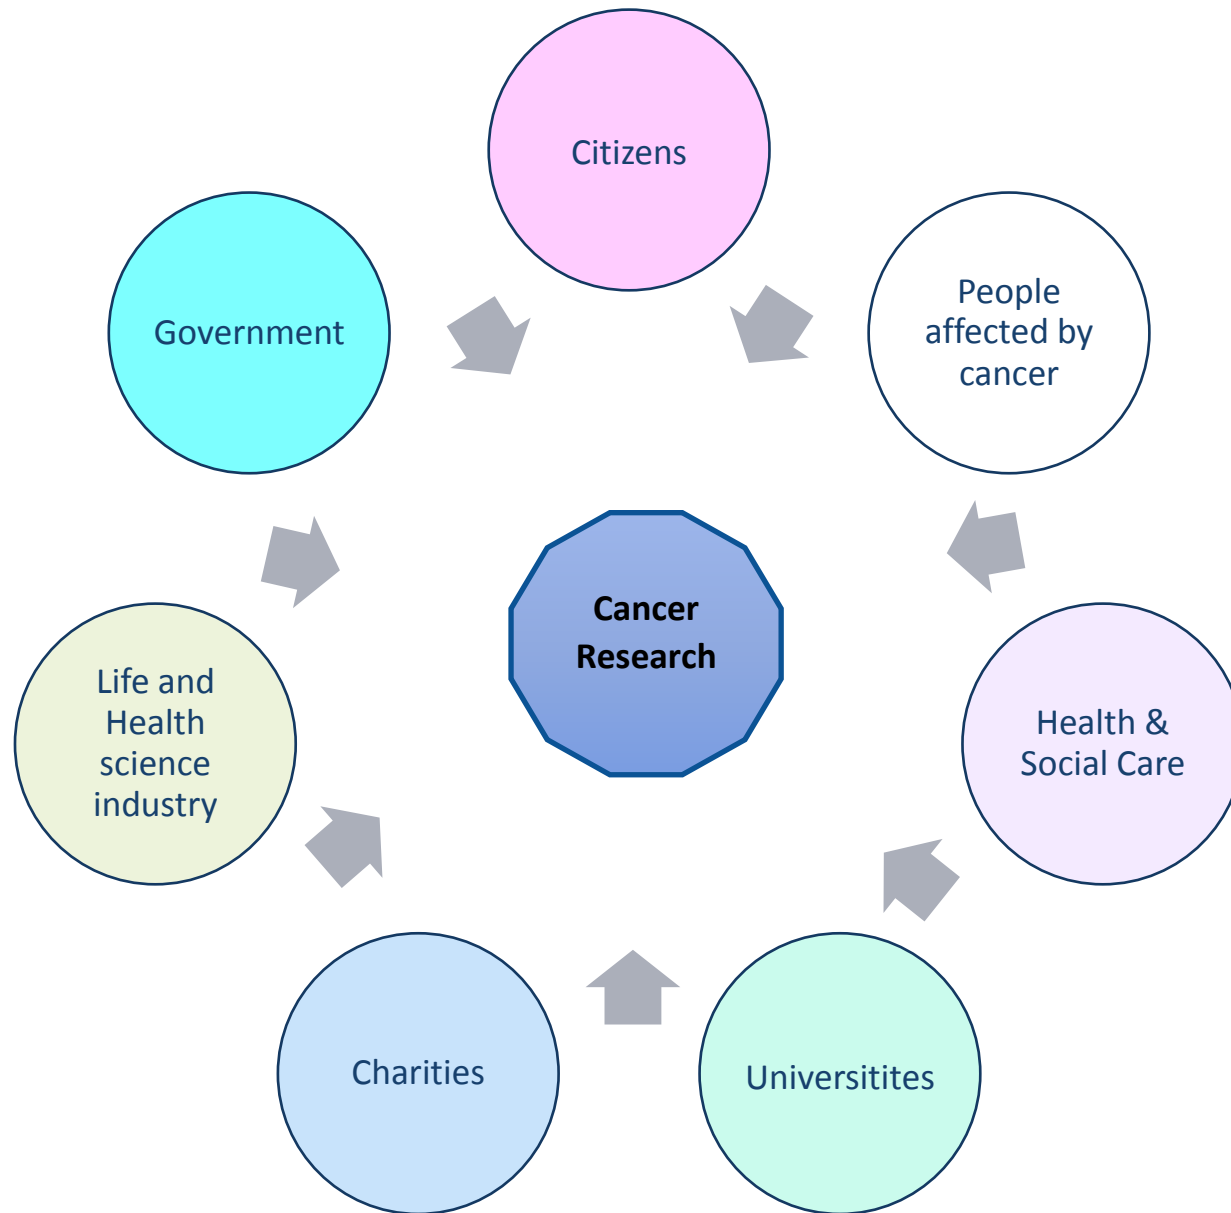 Citizens
People
affected by
cancer
Health &
Social Care
Universitites
Charities
Life and
Health
science
industry
Government
Cancer
Research